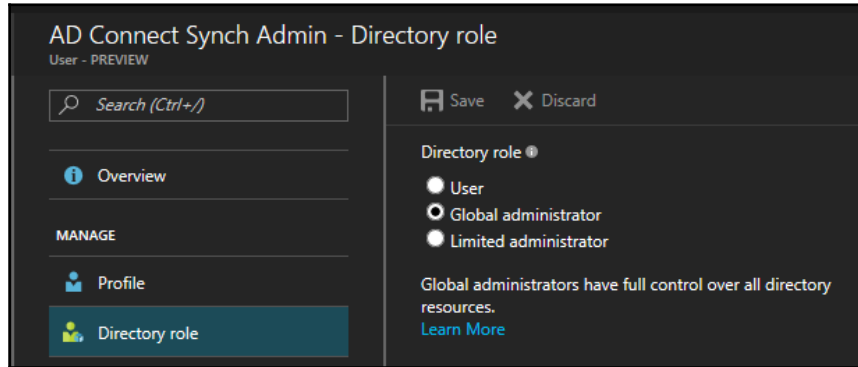 AD Connect Synch Admin - Directory role
User - PREVIEW
Search (Ctrl+/)
Overview
MANAGE
Profile
Directory role
Save Discard
Directory role
User
Global administrator
Limited administrator
Global administrators have full control over all directory
resources.
Learn More